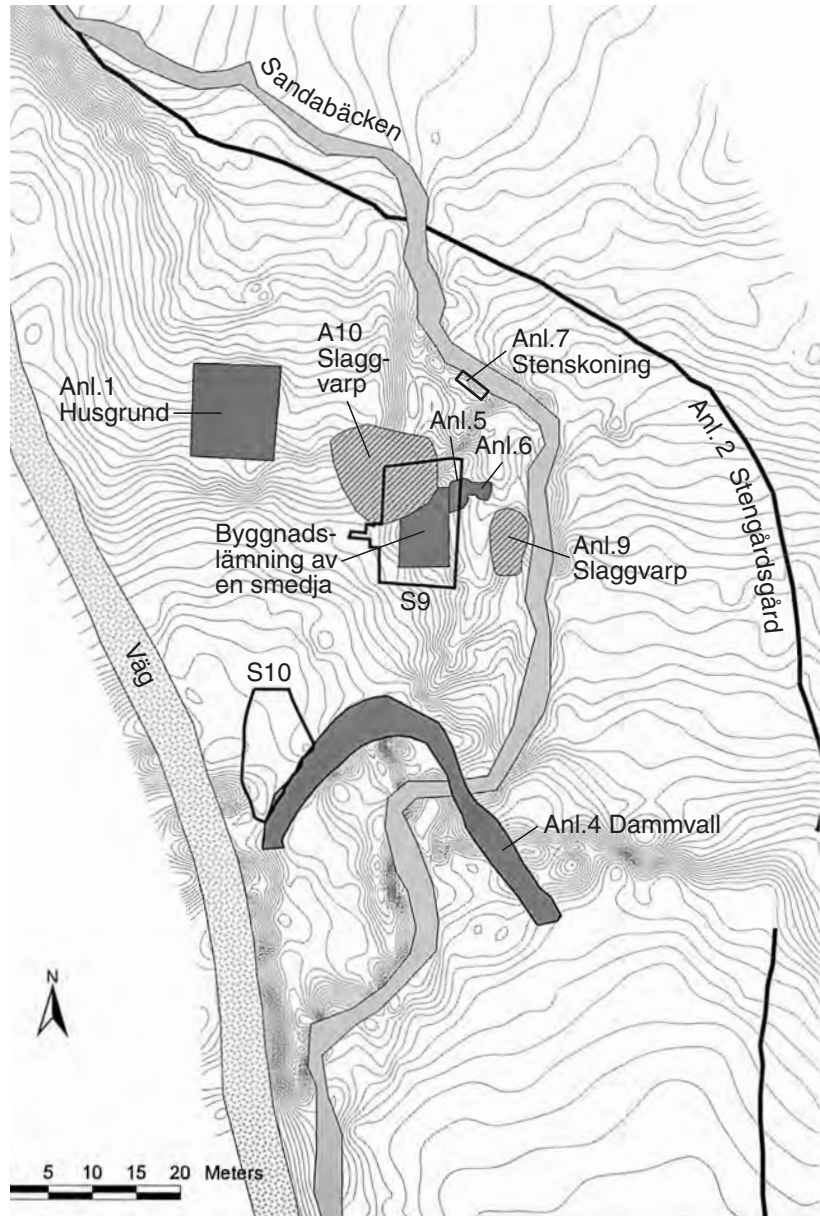 Sandabäcken
A10
Slagg-
varp
Anl.7
Stenskoning
Anl.1
Husgrund
Anl.5
Anl.6
Anl. 2 Stengårdsgård
Byggnads-
lämning av
en smedja
Anl.9
Slaggvarp
S9
Väg
S10
Anl.4 Dammvall
N
5 10 15 20 Meters